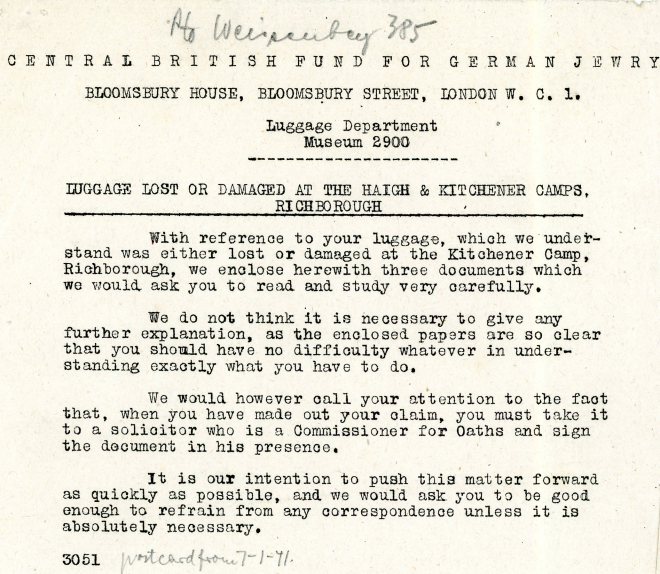 Weissenberg 385
CENTRAL BRITISH FUND FOR GERMAN JEWRY
BLOOMSBURY HOUSE, BLOOMSBURY STREET, LONDON W. C. 1.
Luggage Department
Museum 2900
LUGGAGE LOST OR DAMAGED AT THE HAIGH & KITCHENER CAMPS,
RICHBOROUGH
With reference to your luggage, which we under-
stand was either lost or damaged at the Kitchener Camp,
Richborough, we enclose herewith three documents which
we would ask you to read and study very carefully.
We do not think it is necessary to give any
further explanation, as the enclosed papers are so clear
that you should have no difficulty whatever in under-
standing exactly what you have to do.
We would however call your attention to the fact
that, when you have made out your claim, you must take it
to a solicitor who is a Commissioner for Oaths and sign
the document in his presence.
It is our intention to push this matter forward
as quickly as possible, and we would ask you to be good
enough to refrain from any correspondence unless it is
absolutely necessary.
3051 postcard from 7-1-41.